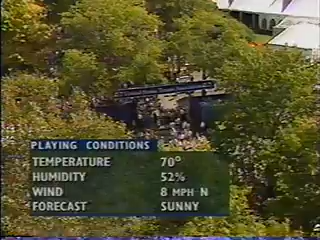 PLAYING CONDITIONS
TEMPERATURE 70°
HUMIDITY 52%
WIND 8 MPH N
FORECAST SUNNY